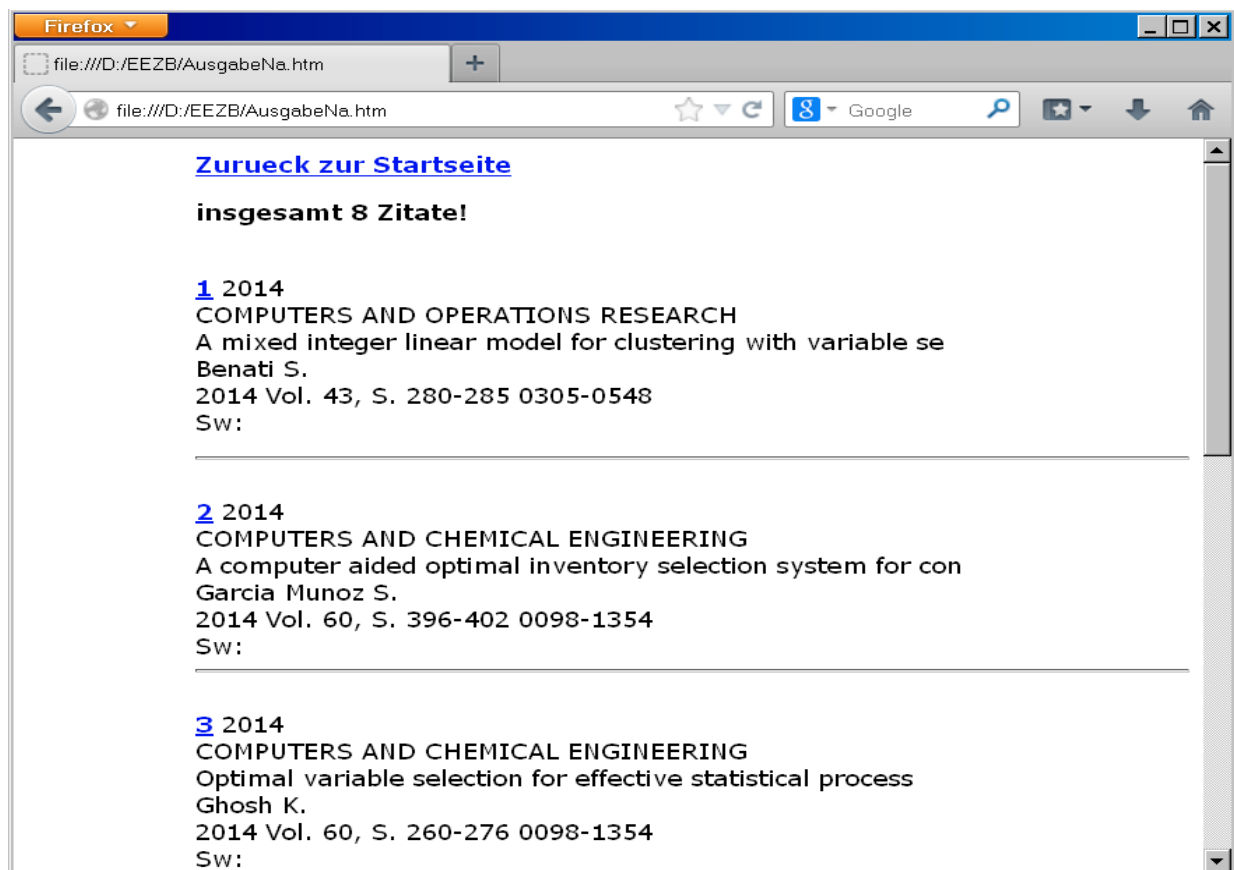 Firefox
file:///D:/EEZB/AusgabeNa.htm
file:///D:/EEZB/AusgabeNa.htm
8 Google
Zurueck zur Startseite
insgesamt 8 Zitate!
1 2014
COMPUTERS AND OPERATIONS RESEARCH
A mixed integer linear model for clustering with variable se
Benati S.
2014 Vol. 43, S. 280-285 0305-0548
Sw:
2 2014
COMPUTERS AND CHEMICAL ENGINEERING
A computer aided optimal inventory selection system for con
Garcia Munoz S.
2014 Vol. 60, S. 396-402 0098-1354
Sw:
3 2014
COMPUTERS AND CHEMICAL ENGINEERING
Optimal variable selection for effective statistical process
Ghosh K.
2014 Vol. 60, S. 260-276 0098-1354
Sw: